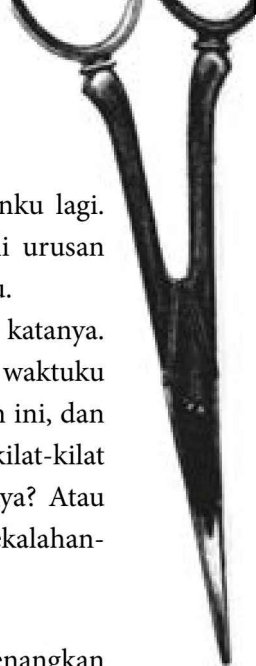 nku lagi.
i urusan
u.
katanya.
waktuku
n ini, dan
kilat-kilat
ya? Atau
ekalahan-
enangkan